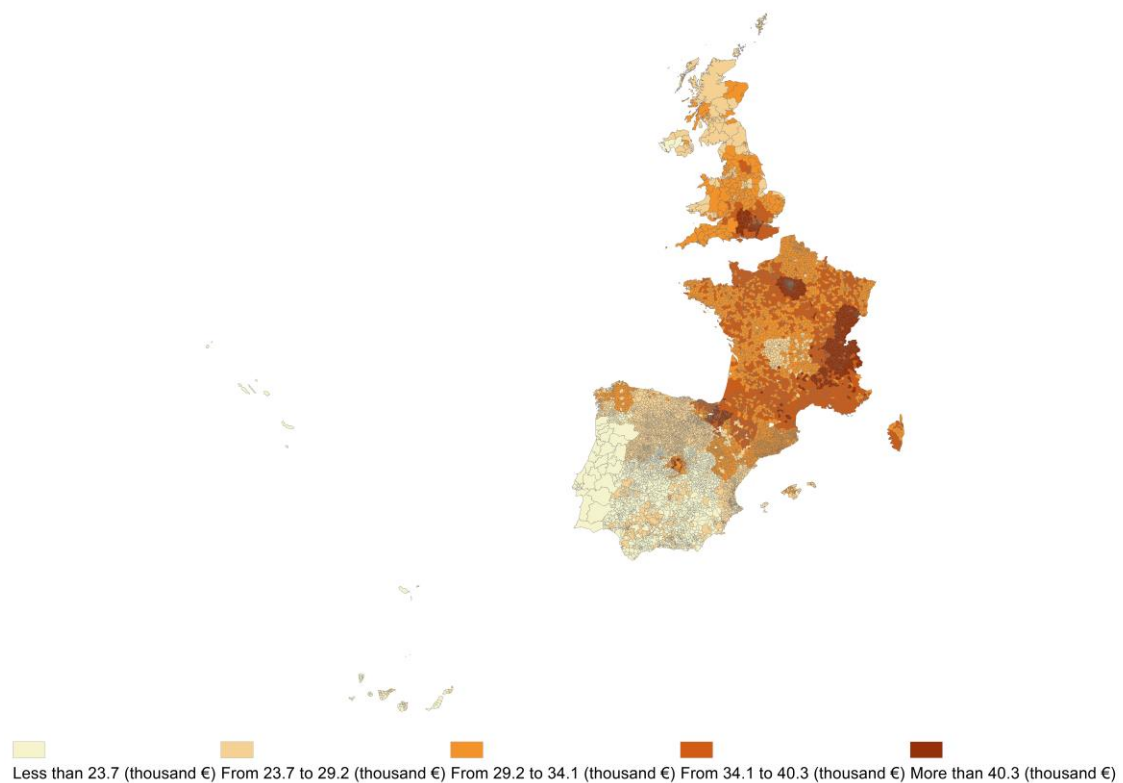 Less than 23.7 (thousand €) From 23.7 to 29.2 (thousand €) From 29.2 to 34.1 (thousand €) From 34.1 to 40.3 (thousand €) More than 40.3 (thousand €)